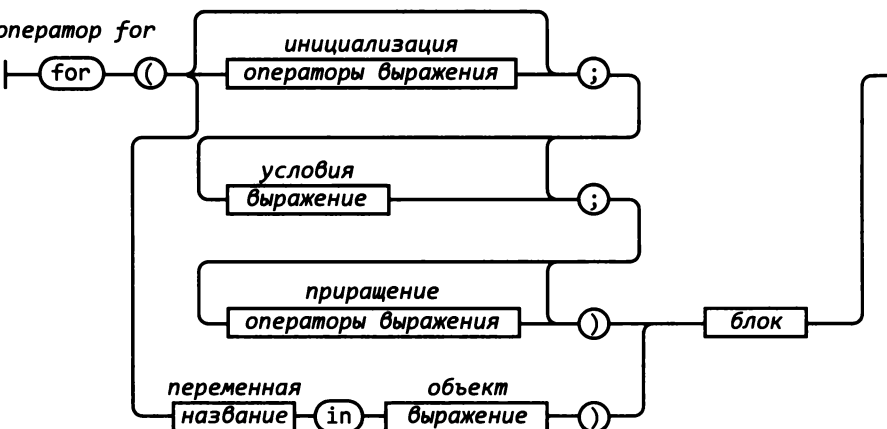 оператор for
инициализация
for ( операторы выражения ;
условия
выражение ;
приращение
операторы выражения ) блок
переменная объект
название in выражение )